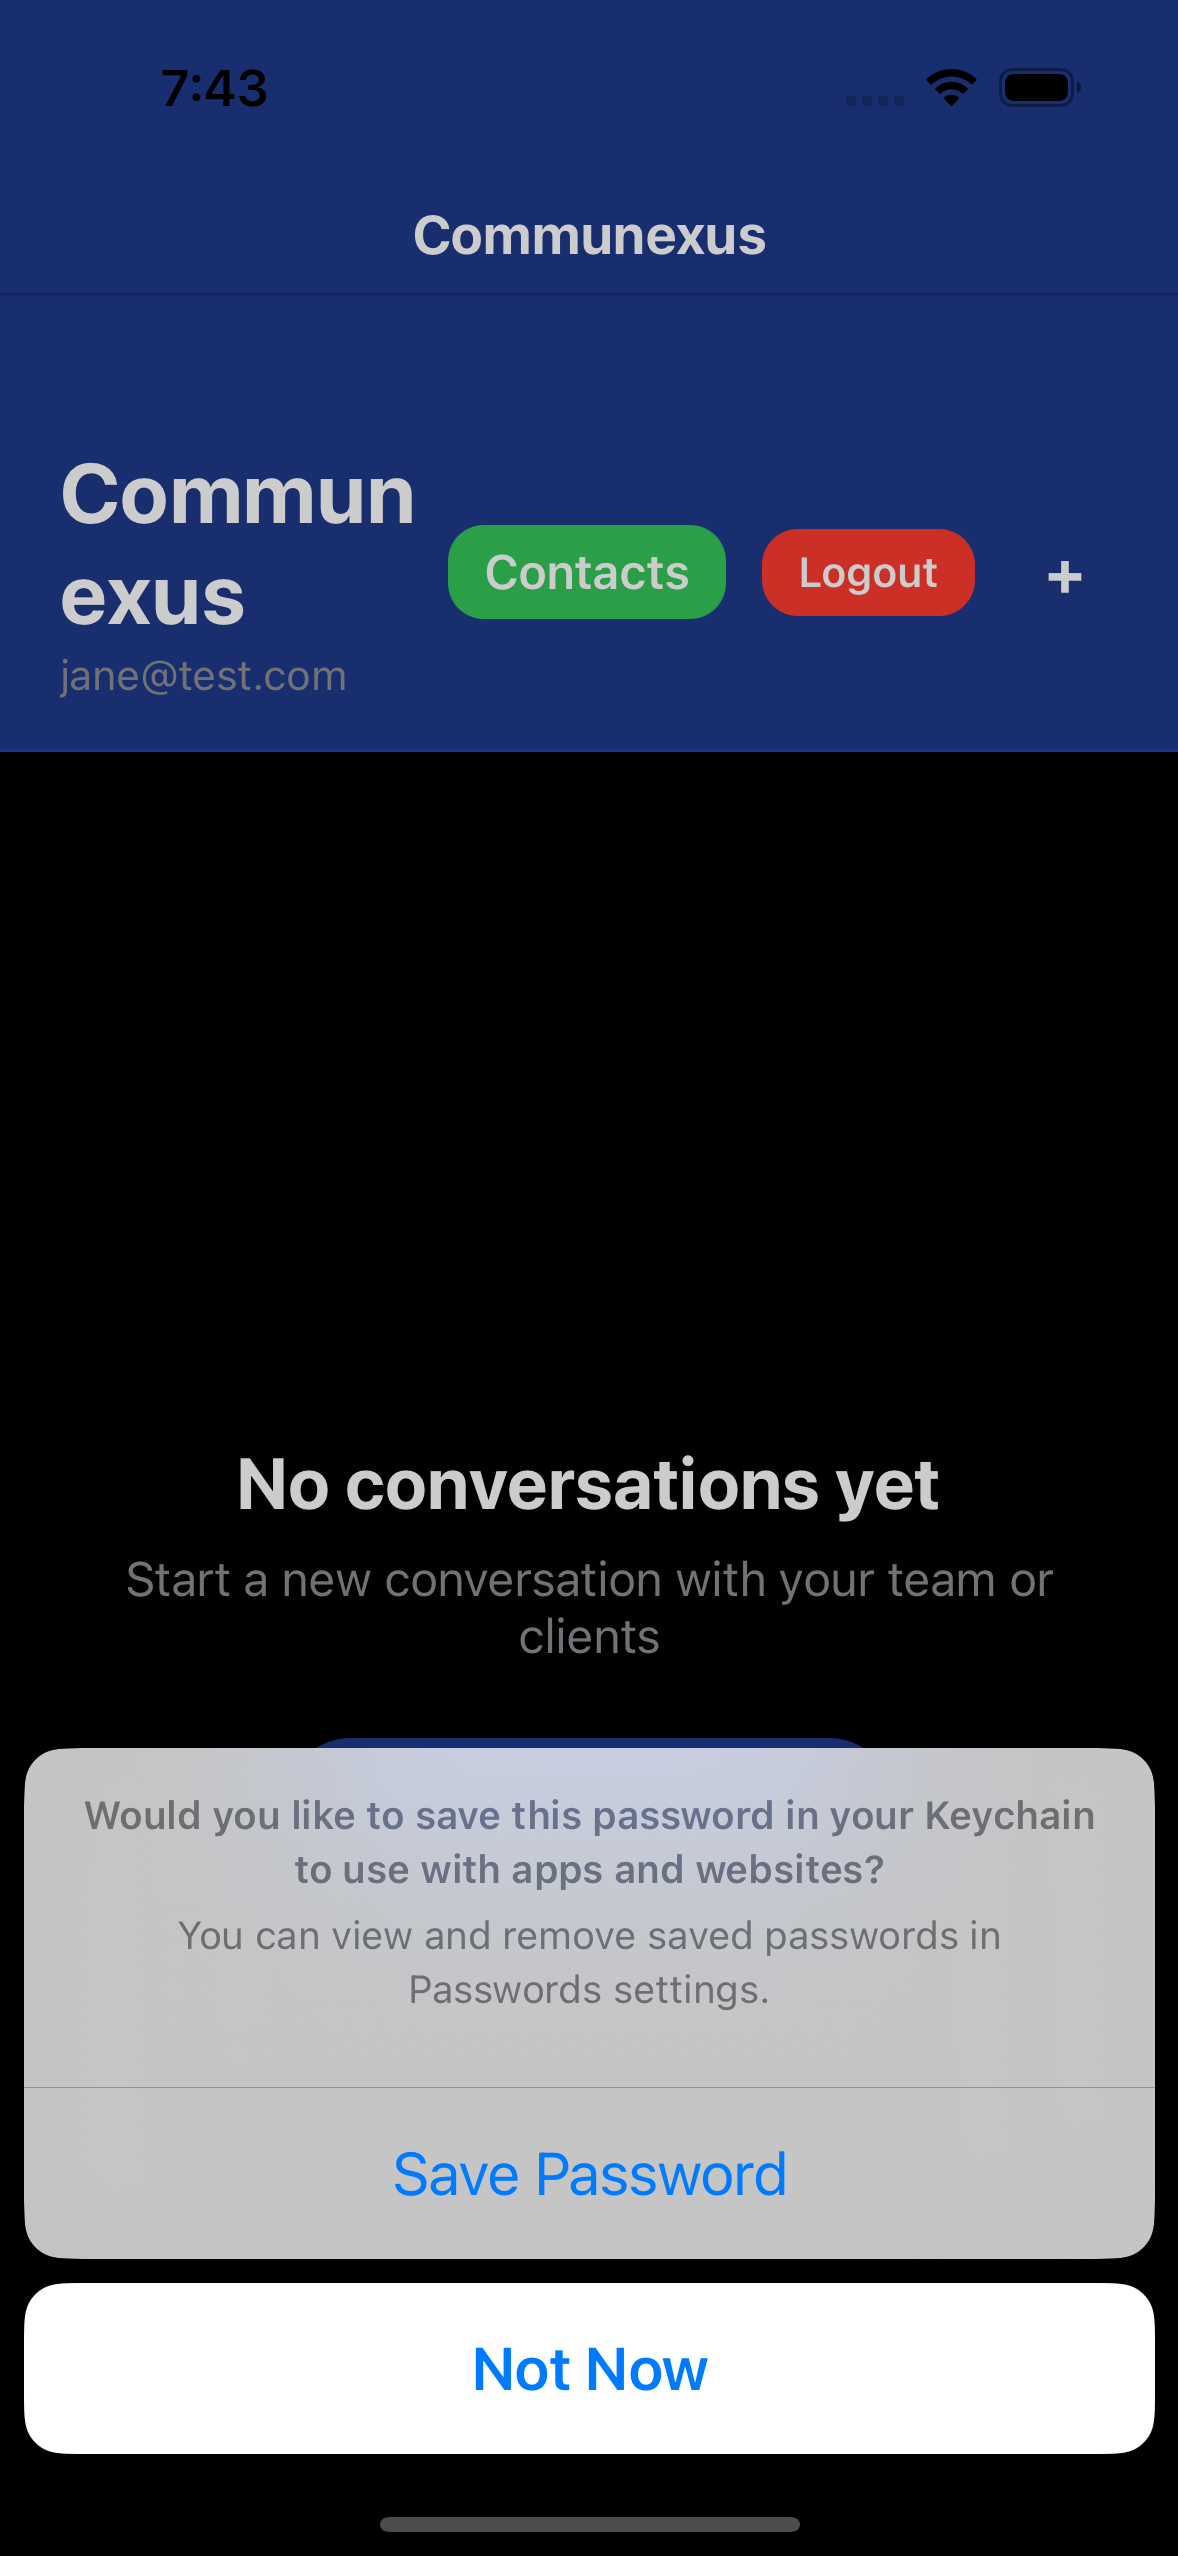 7:43
Communexus
Commun
exus
Contacts
Logout
+
jane@test.com
No conversations yet
Start a new conversation with your team or
clients
Would you like to save this password in your Keychain
to use with apps and websites?
You can view and remove saved passwords in
Passwords settings.
Save Password
Not Now